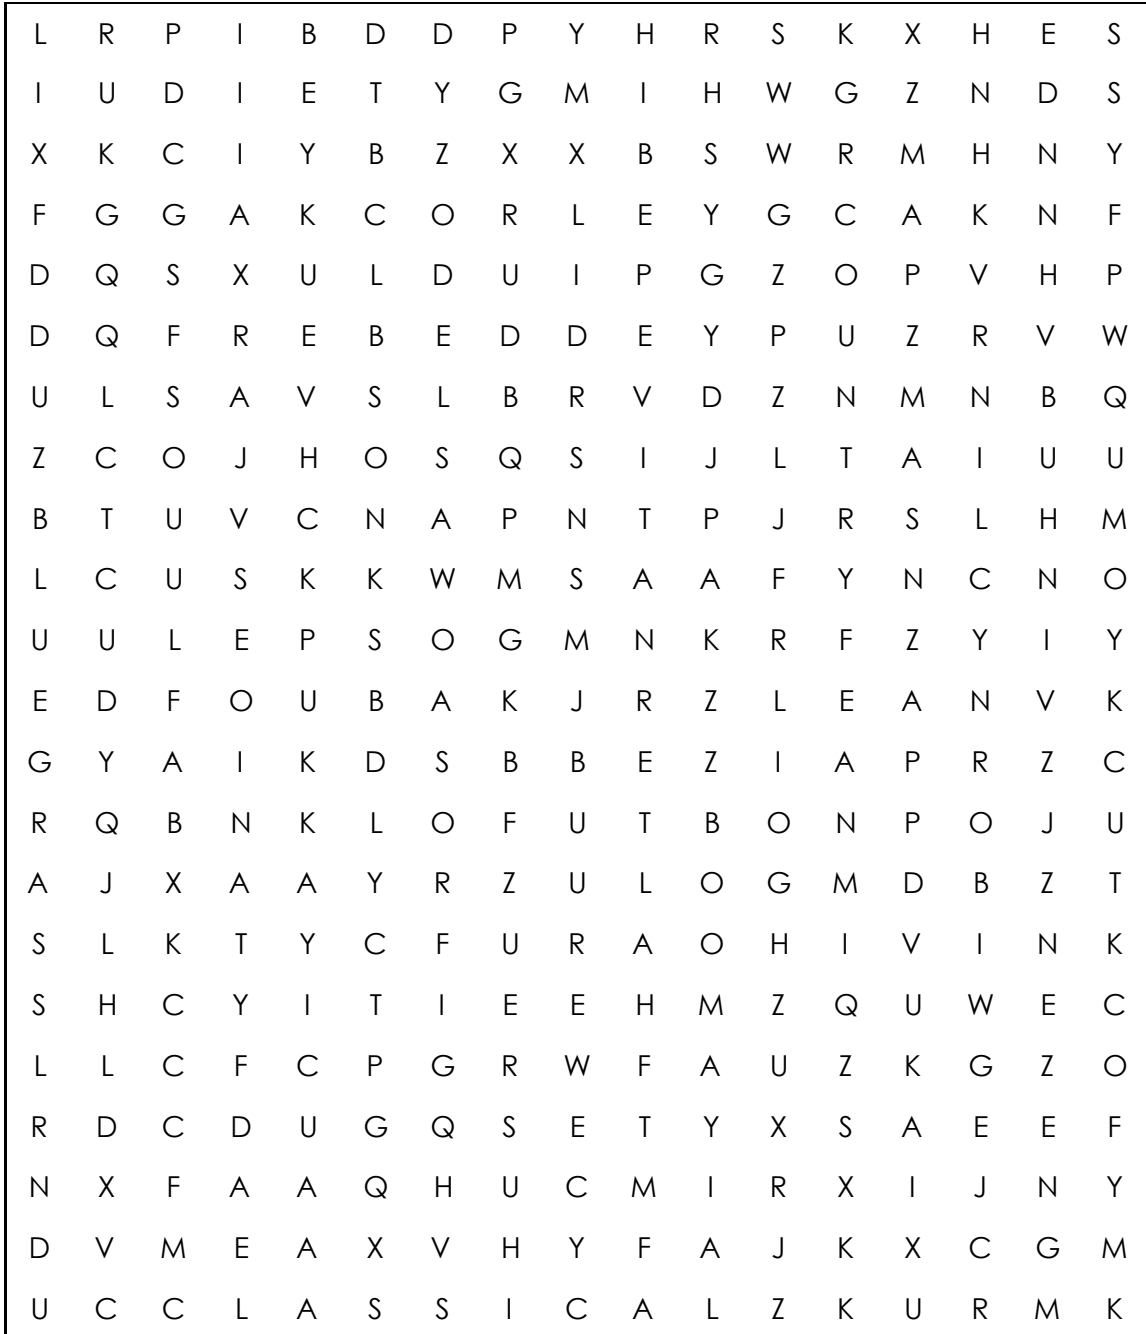 L R P I B D D P Y H R S K X H E S
I U D I E T Y G M I H W G Z N D S
X K C I Y B Z X X B S W R M H N Y
F G G A K C O R L E Y G C A K N F
D Q S X U L D U I P G Z O P V H P
D Q F R E B E D D E Y P U Z R V W
U L S A V S L B R V D Z N M N B Q
Z C O J H O S Q S I J L T A I U U
B T U V C N A P N T P J R S L H M
L C U S K K W M S A A F Y N C N O
U U L E P S O G M N K R F Z Y I Y
E D F O U B A K J R Z L E A N V K
G Y A I K D S B B E Z I A P R Z C
R Q B N K L O F U T B O N P O J U
A J X A A Y R Z U L O G M D B Z T
S L K T Y C F U R A O H I V I N K
S H C Y I T I E E H M Z Q U W E C
L L C F C P G R W F A U Z K G Z O
R D C D U G Q S E T Y X S A E E F
N X F A A Q H U C M I R X I J N Y
D V M E A X V H Y F A J K X C G M
U C C L A S S I C A L Z K U R M K